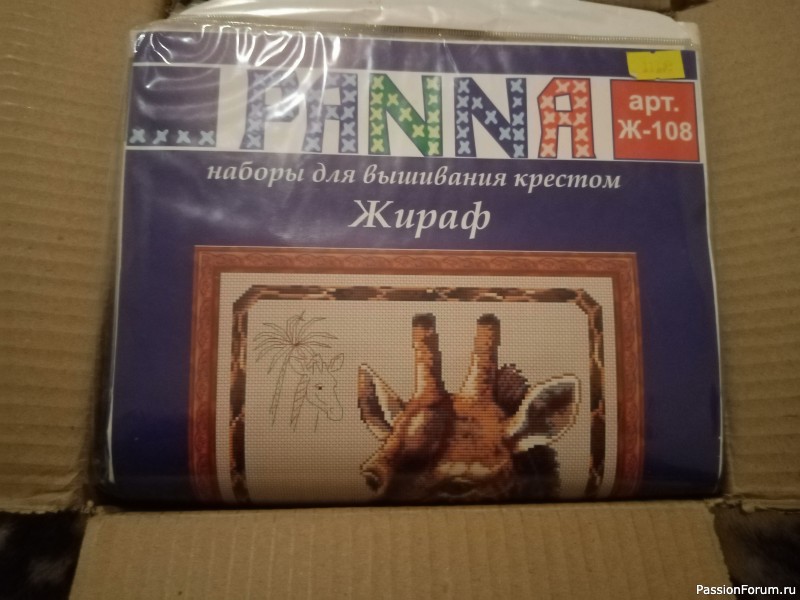 PANNA
арт.
Ж-108
наборы для вышивания крестом
Жираф
PassionForum.ru